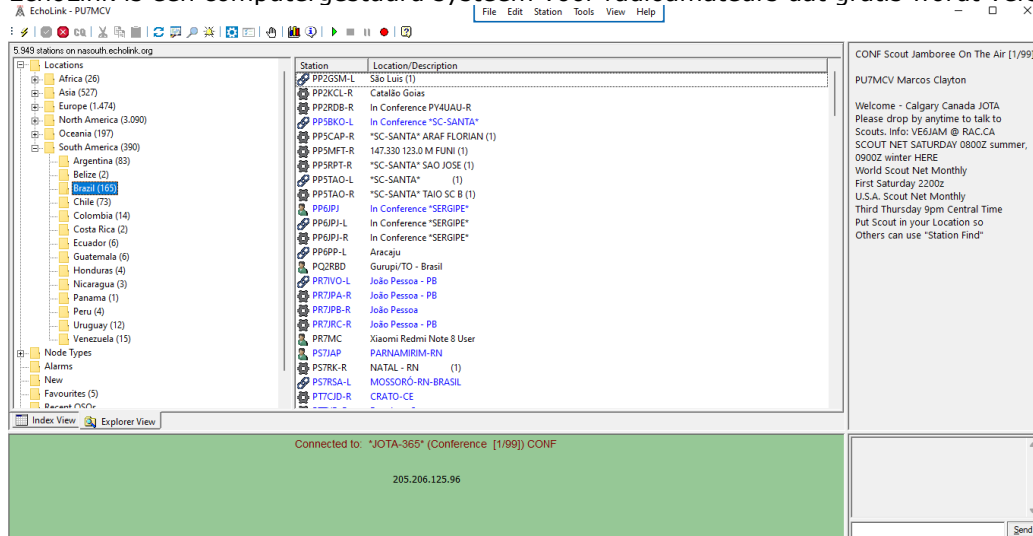 EchoLink is een computergestuurd systeem voor radioamateurs dat gratis wordt
EchoLink - PU7MCV
File Edit Station Tools View Help
5.949 stations on nasouth.echolink.org
Locations
Africa (26)
Asia (527)
Europe (1.474)
North America (3.090)
Oceania (197)
South America (390)
Argentina (83)
Belize (2)
Brazil (165)
Chile (73)
Colombia (14)
Costa Rica (2)
Ecuador (6)
Guatemala (6)
Honduras (4)
Nicaragua (3)
Panama (1)
Peru (4)
Uruguay (12)
Venezuela (15)
Node Types
Alarms
New
Favourites (5)
Recent QSOs
Station Location/Description
PP2GSM-L São Luis (1)
PP2KCL-R Catalão Goias
PP2RDB-R In Conference PY4UAU-R
PP5BKO-L In Conference *SC-SANTA*
PP5CAP-R *SC-SANTA* ARAF FLORIAN (1)
PP5MFT-R 147.330 123.0 M FUNI (1)
PP5RPT-R *SC-SANTA* SAO JOSE (1)
PP5TAO-L *SC-SANTA* (1)
PP5TAO-R *SC-SANTA* TAIO SC B (1)
PP6JPJ In Conference *SERGIPE*
PP6JPJ-L In Conference *SERGIPE*
PP6JPJ-R In Conference *SERGIPE*
PP6PP-L Aracaju
PQ2RBD Gurupi/TO - Brasil
PR7IVO-L João Pessoa - PB
PR7JPA-R João Pessoa - PB
PR7JPB-R João Pessoa
PR7JRC-R João Pessoa - PB
PR7MC Xiaomi Redmi Note 8 User
PS7JAP PARNAMIRIM-RN
PS7RK-R NATAL - RN (1)
PS7RSA-L MOSSORÓ-RN-BRASIL
PT7CJD-R CRATO-CE
Index View Explorer View
CONF Scout Jamboree On The Air [1/99]
PU7MCV Marcos Clayton
Welcome - Calgary Canada JOTA
Please drop by anytime to talk to
Scouts. Info: VE6JAM @ RAC.CA
SCOUT NET SATURDAY 0800Z summer,
0900Z winter HERE
World Scout Net Monthly
First Saturday 2200z
U.S.A. Scout Net Monthly
Third Thursday 9pm Central Time
Put Scout in your Location so
Others can use "Station Find"
Connected to: *JOTA-365* (Conference [1/99]) CONF
205.206.125.96
Send